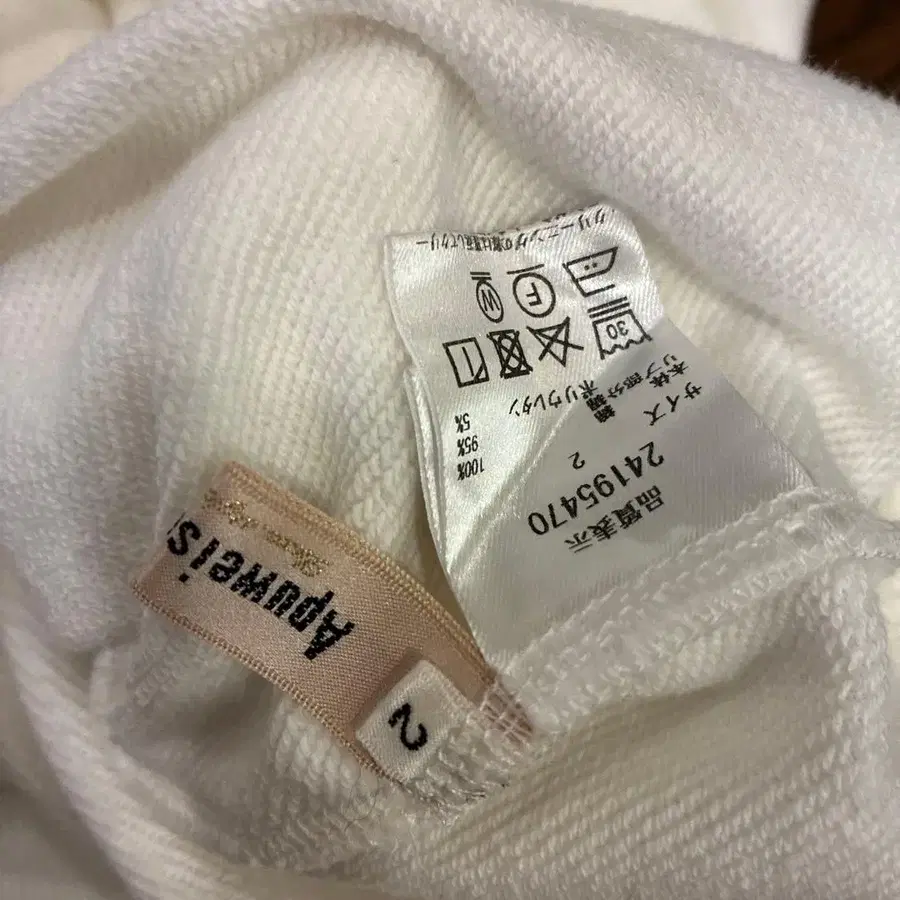 品質表示
24195470
サイズ 2
本体 綿 100%
リブ部分 綿 95%
ポリウレタン 5%
30
F
W
Apuweis
2